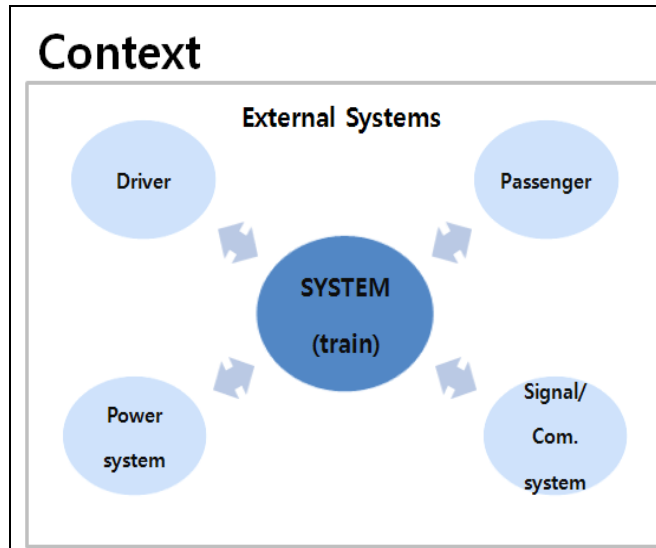 Context
External Systems
Driver
Passenger
SYSTEM
(train)
Power
system
Signal/
Com.
system